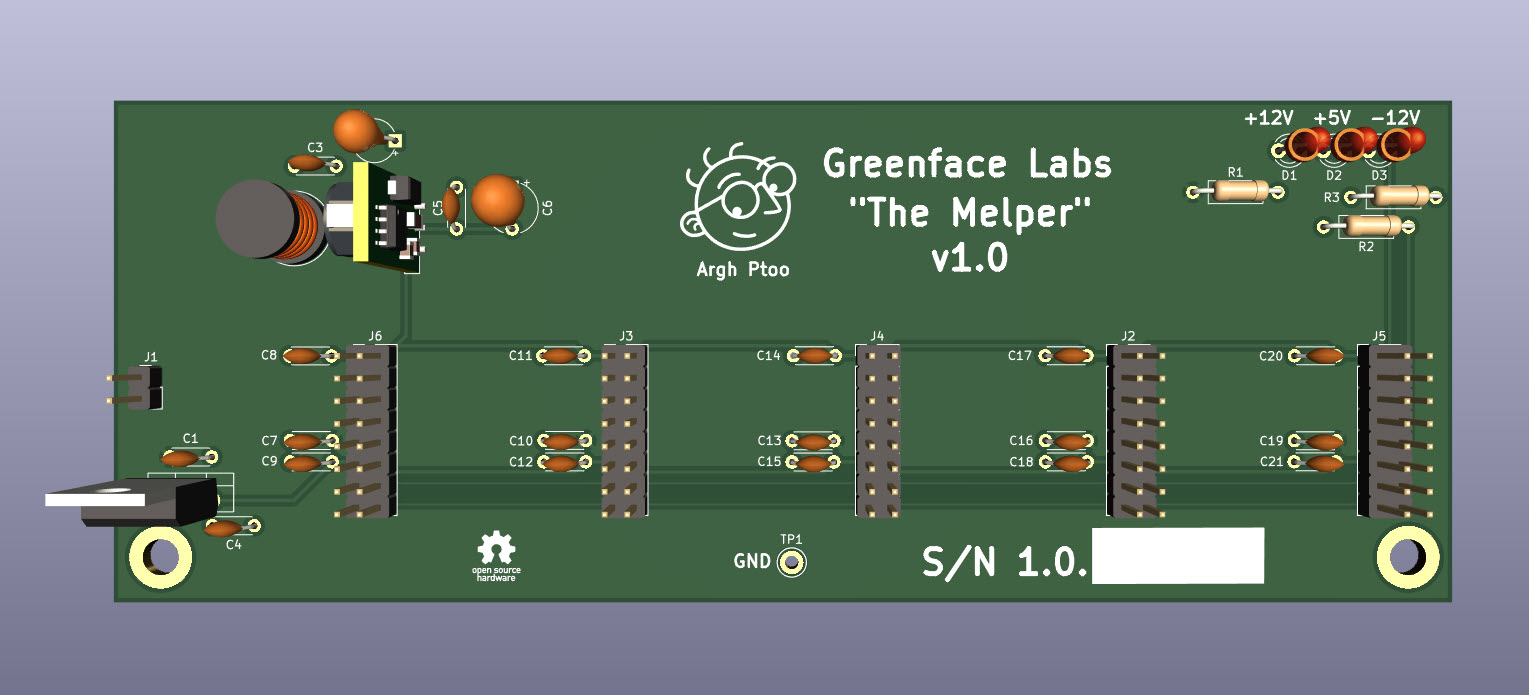 +12V +5V -12V
C3
+
D1 D2 D3
R1
R3
R2
C5
+
C6
Greenface Labs
"The Melper"
v1.0
Argh Ptoo
J6 J3 J4 J2 J5
J1
C8 C11 C14 C17 C20
C7 C10 C13 C16 C19
C1
C9 C12 C15 C18 C21
C4
open source
hardware
TP1
GND
S/N 1.0.